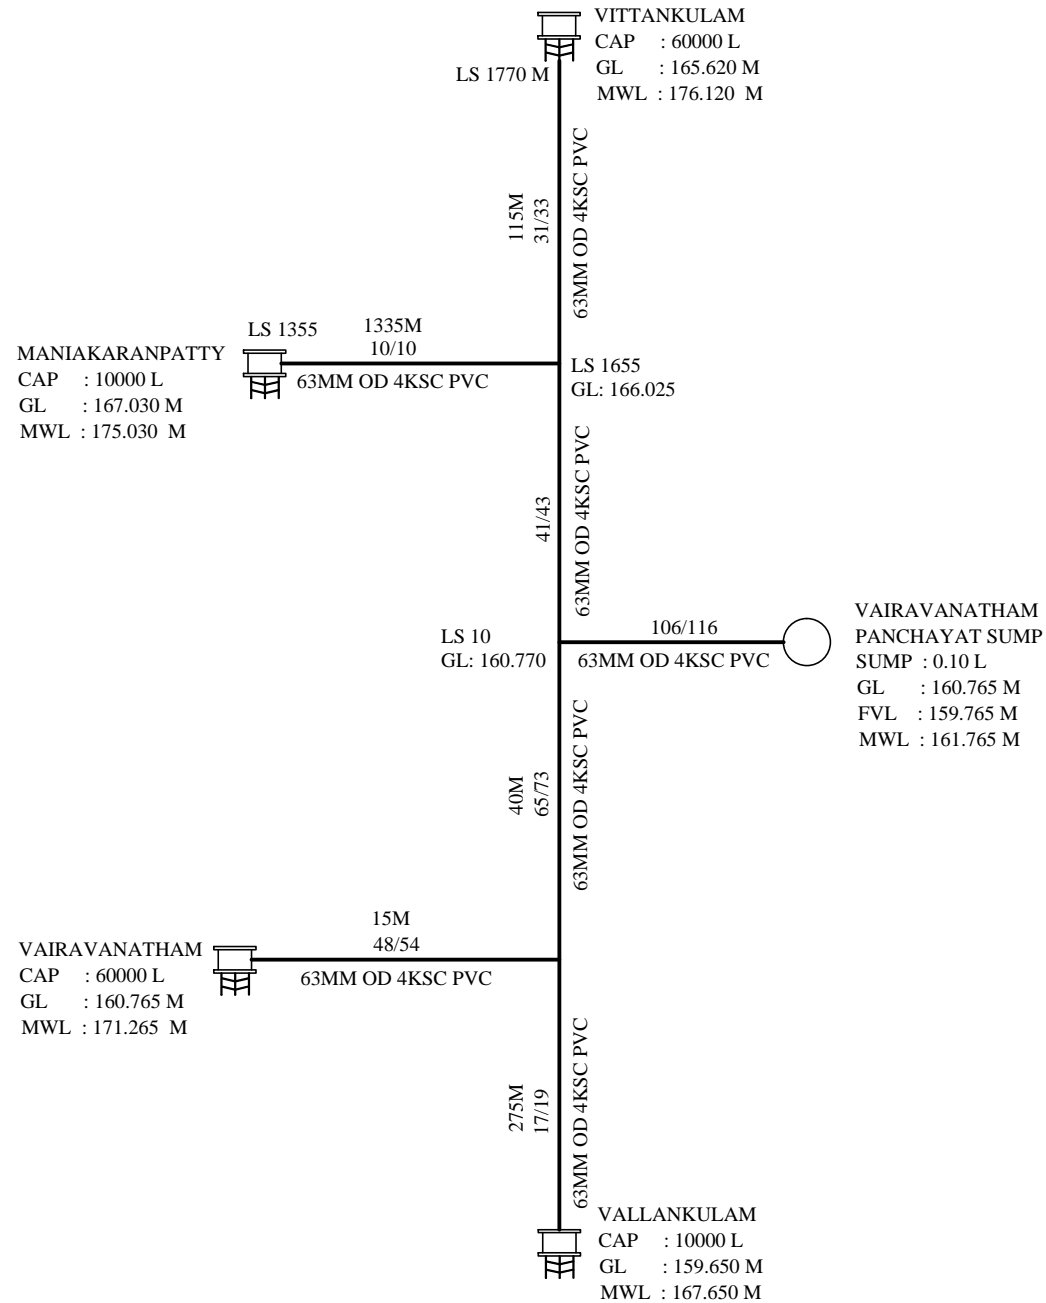 VITTANKULAM
CAP : 60000 L
GL : 165.620 M
MWL : 176.120 M
LS 1770 M
115M
31/33
63MM OD 4KSC PVC
LS 1355
1335M
10/10
63MM OD 4KSC PVC
MANIAKARANPATTY
CAP : 10000 L
GL : 167.030 M
MWL : 175.030 M
LS 1655
GL: 166.025
41/43
63MM OD 4KSC PVC
LS 10
GL: 160.770
106/116
63MM OD 4KSC PVC
VAIRAVANATHAM
PANCHAYAT SUMP
SUMP : 0.10 L
GL : 160.765 M
FVL : 159.765 M
MWL : 161.765 M
40M
65/73
63MM OD 4KSC PVC
15M
48/54
63MM OD 4KSC PVC
VAIRAVANATHAM
CAP : 60000 L
GL : 160.765 M
MWL : 171.265 M
275M
17/19
63MM OD 4KSC PVC
VALLANKULAM
CAP : 10000 L
GL : 159.650 M
MWL : 167.650 M